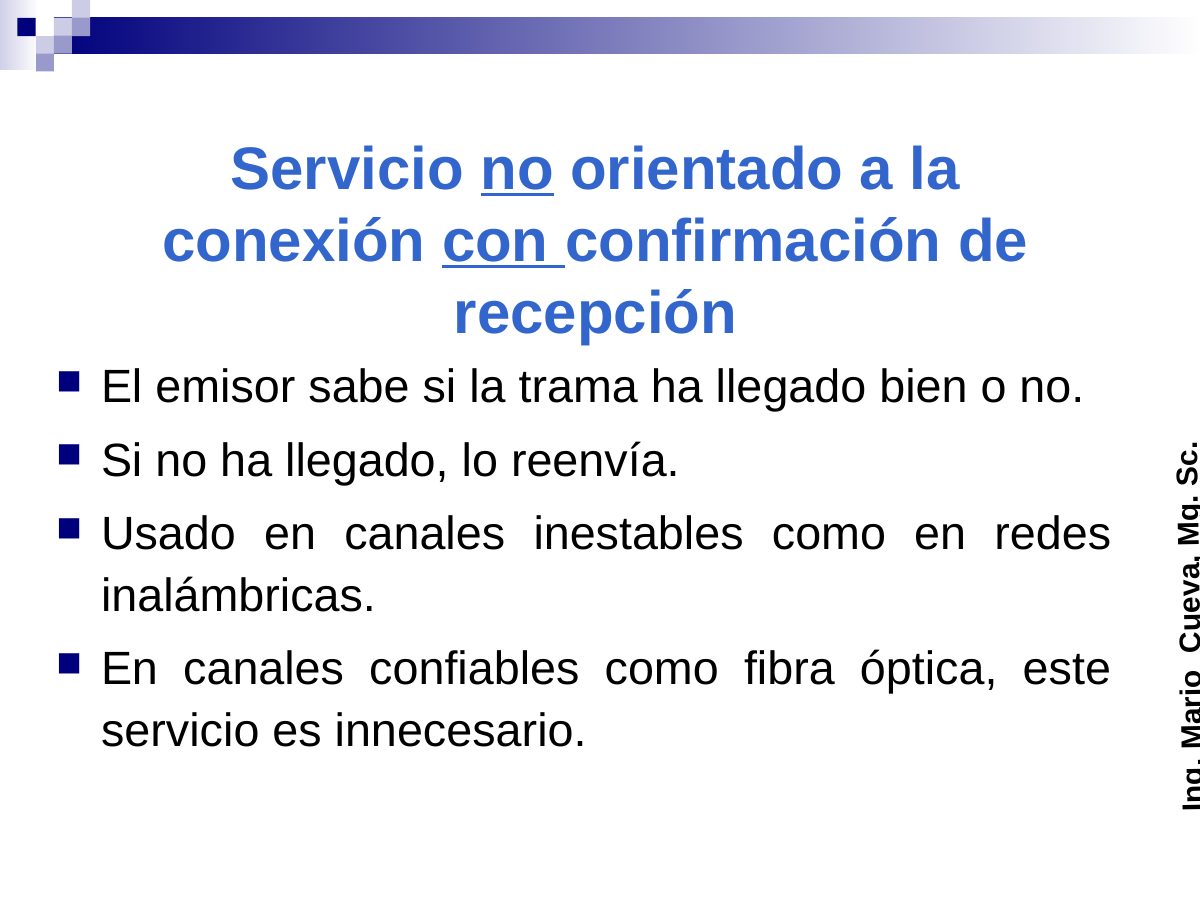 Servicio no orientado a la
conexión con confirmación de
recepción
El emisor sabe si la trama ha llegado bien o no.
Si no ha llegado, lo reenvía.
Usado en canales inestables como en redes
inalámbricas.
En canales confiables como fibra óptica, este
servicio es innecesario.
Ing. Mario Cueva, Mg. Sc.